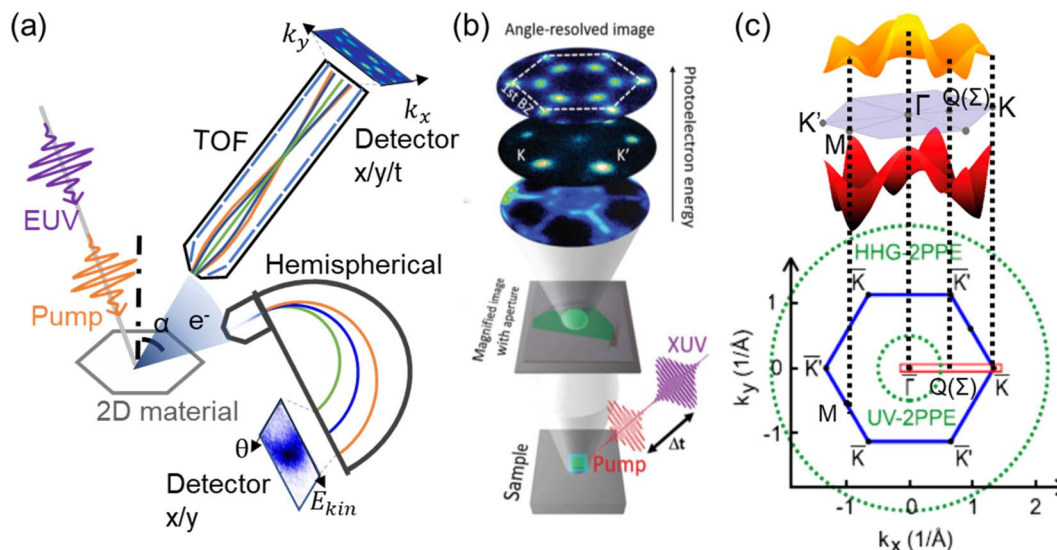 (a)
k_y
k_x
TOF
Detector
x/y/t
EUV
Pump
α
e-
Hemispherical
2D material
θ
E_kin
Detector
x/y
(b)
Angle-resolved image
1st BZ
K
K'
Photoelectron energy
Magnified image
with aperture
XUV
Pump
Δt
Sample
(c)
Γ
Q(Σ)
K
K'
M
HHG-2PPE
K̅
K̅'
1
k_y (1/Å)
0
K̅'
Γ̅
Q(Σ)
K̅
M
UV-2PPE
-1
K̅
K̅'
-1
0
1
2
k_x (1/Å)